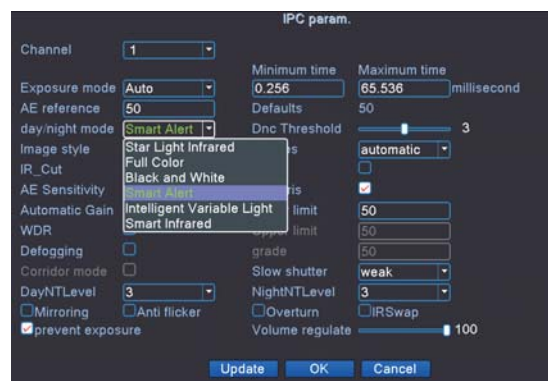 IPC param.
Channel 1
Minimum time Maximum time
Exposure mode Auto 0.256 65.536 millisecond
AE reference 50 Defaults 50
day/night mode Smart Alert Dnc Threshold 3
Image style Star Light Infrared automatic
Full Color
IR_Cut Black and White
AE Sensitivity Smart Alert
Automatic Gain Intelligent Variable Light limit 50
Smart Infrared
WDR limit 50
Defogging grade 50
Corridor mode Slow shutter weak
DayNTLevel 3 NightNTLevel 3
Mirroring Anti flicker Overturn IRSwap
prevent exposure Volume regulate 100
Update OK Cancel